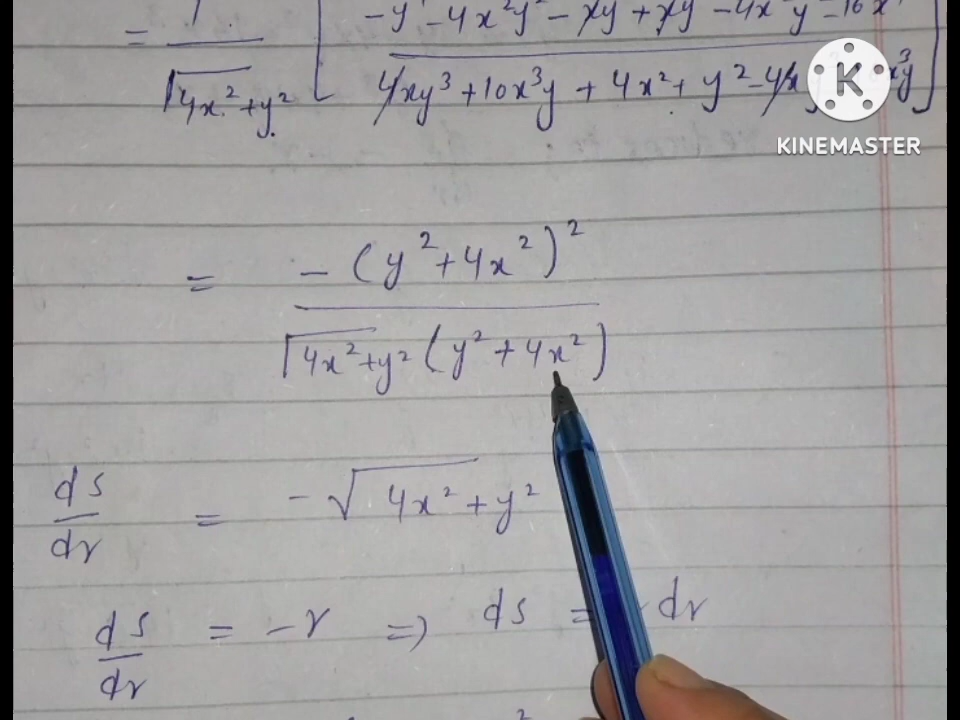 = 1 / √4x²+y² [ -y⁴ -4x²y² - xy + xy -4x²y² -16x⁴
4xy³ + 10x³y + 4x² + y² - 4x
KINEMASTER
= - (y² + 4x²)²
√4x²+y² (y² + 4x²)
ds/dr = - √4x² + y²
ds/dr = -r => ds = dr